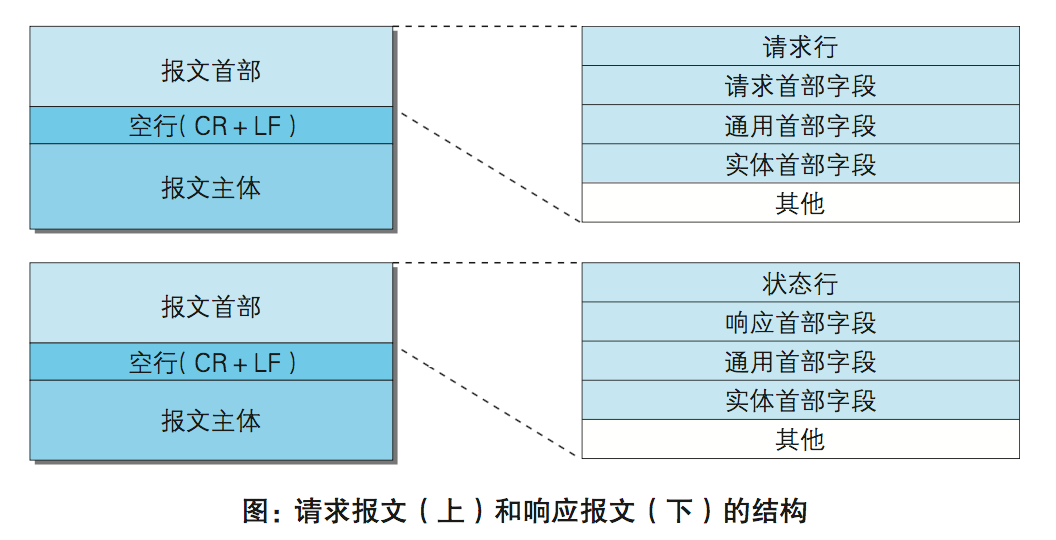 报文首部
空行(CR+LF)
报文主体
请求行
请求首部字段
通用首部字段
实体首部字段
其他
报文首部
空行(CR+LF)
报文主体
状态行
响应首部字段
通用首部字段
实体首部字段
其他
图：请求报文（上）和响应报文（下）的结构